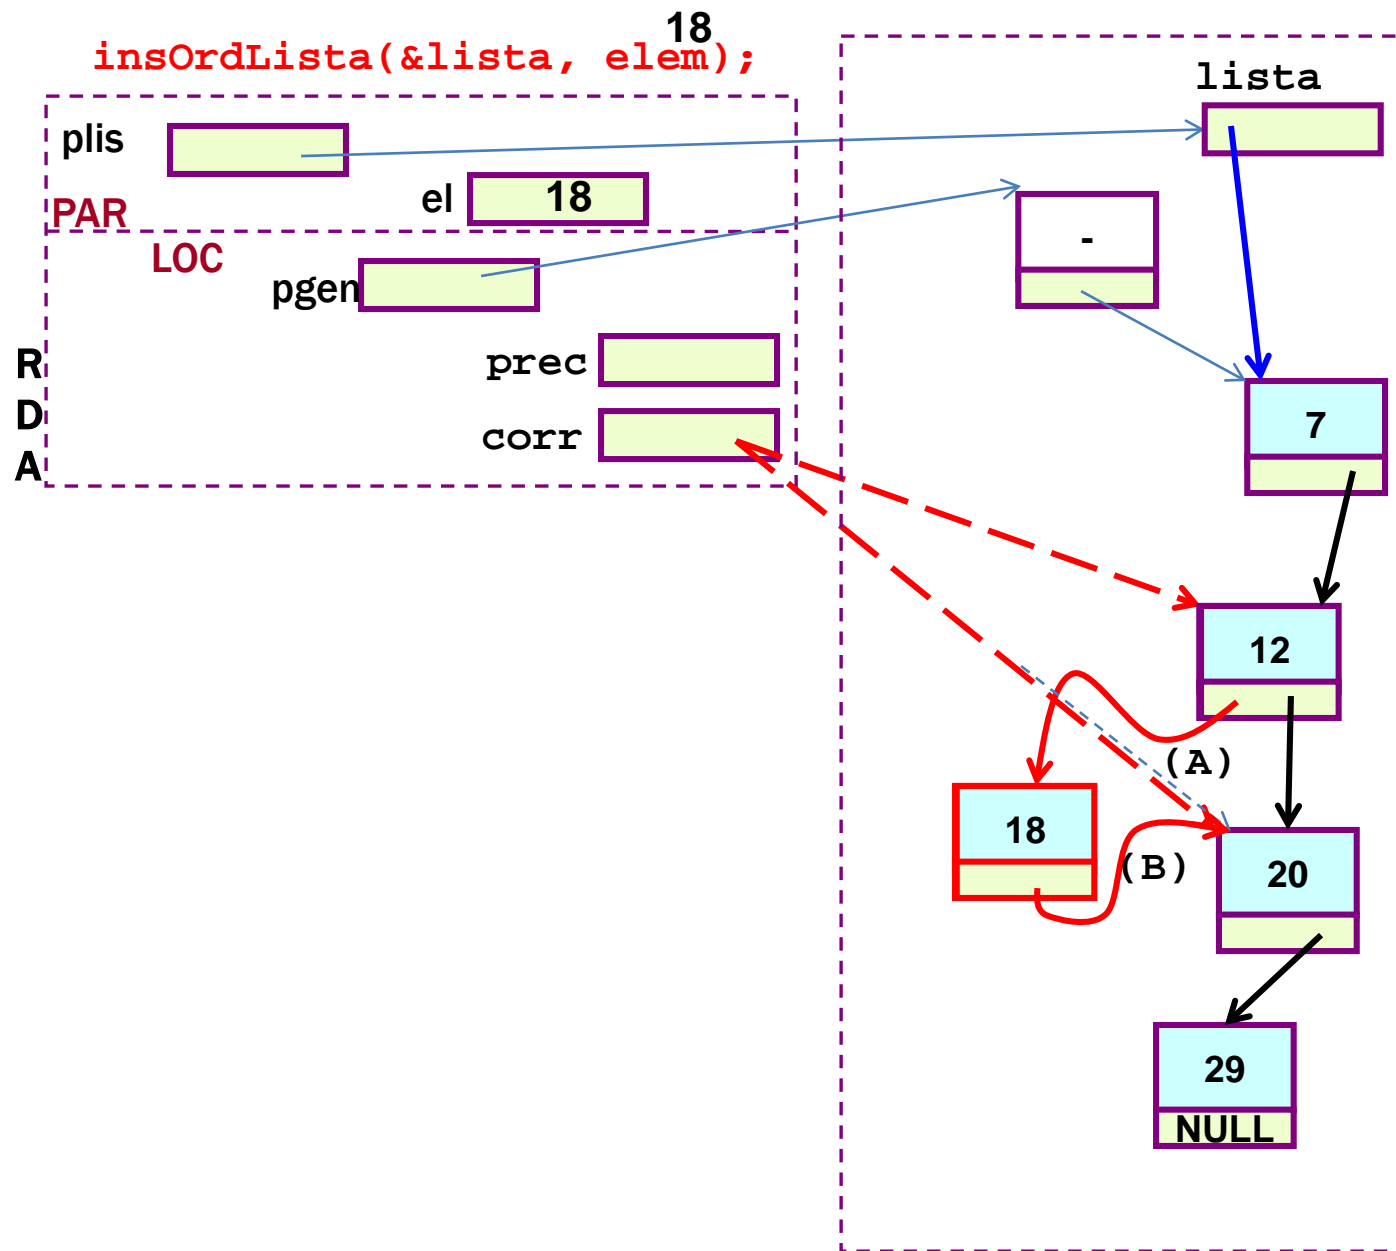 18
insOrdLista(&lista, elem);
lista
plis
el 18
PAR
LOC
-
pgen
R
D
A
prec
corr
7
12
(A)
18
(B)
20
29
NULL